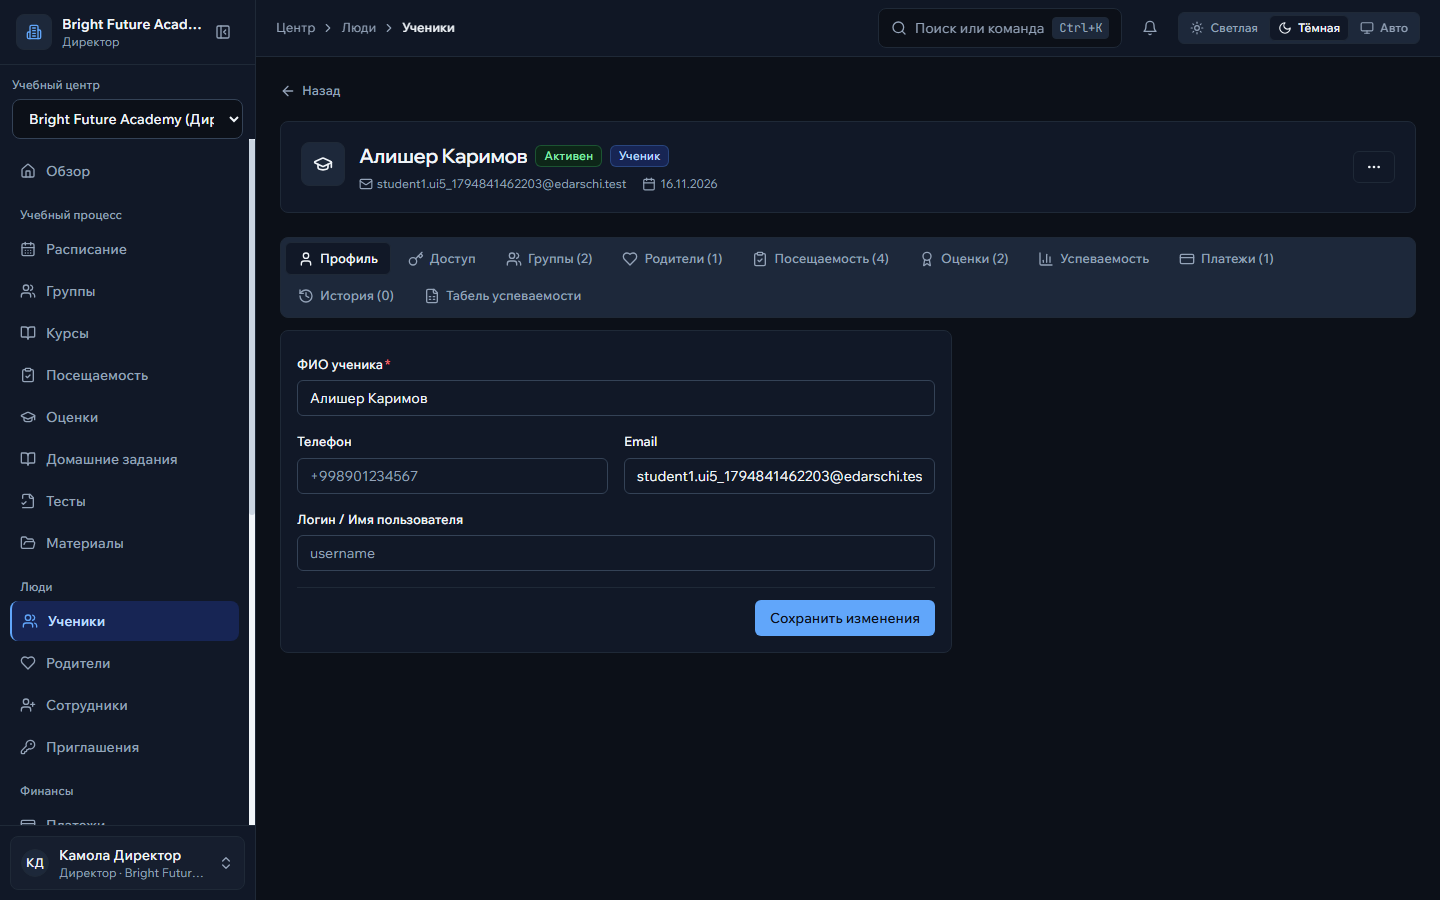 Bright Future Acad...
Директор
Учебный центр
Bright Future Academy (Дир
Обзор
Учебный процесс
Расписание
Группы
Курсы
Посещаемость
Оценки
Домашние задания
Тесты
Материалы
Люди
Ученики
Родители
Сотрудники
Приглашения
Финансы
Платежи
КД
Камола Директор
Директор · Bright Futur...
Центр > Люди > Ученики
Поиск или команда Ctrl+K
Светлая Тёмная Авто
Назад
Алишер Каримов Активен Ученик
student1.ui5_1794841462203@edarschi.test 16.11.2026
Профиль Доступ Группы (2) Родители (1) Посещаемость (4) Оценки (2) Успеваемость Платежи (1)
История (0) Табель успеваемости
ФИО ученика*
Алишер Каримов
Телефон Email
+998901234567 student1.ui5_1794841462203@edarschi.tes
Логин / Имя пользователя
username
Сохранить изменения